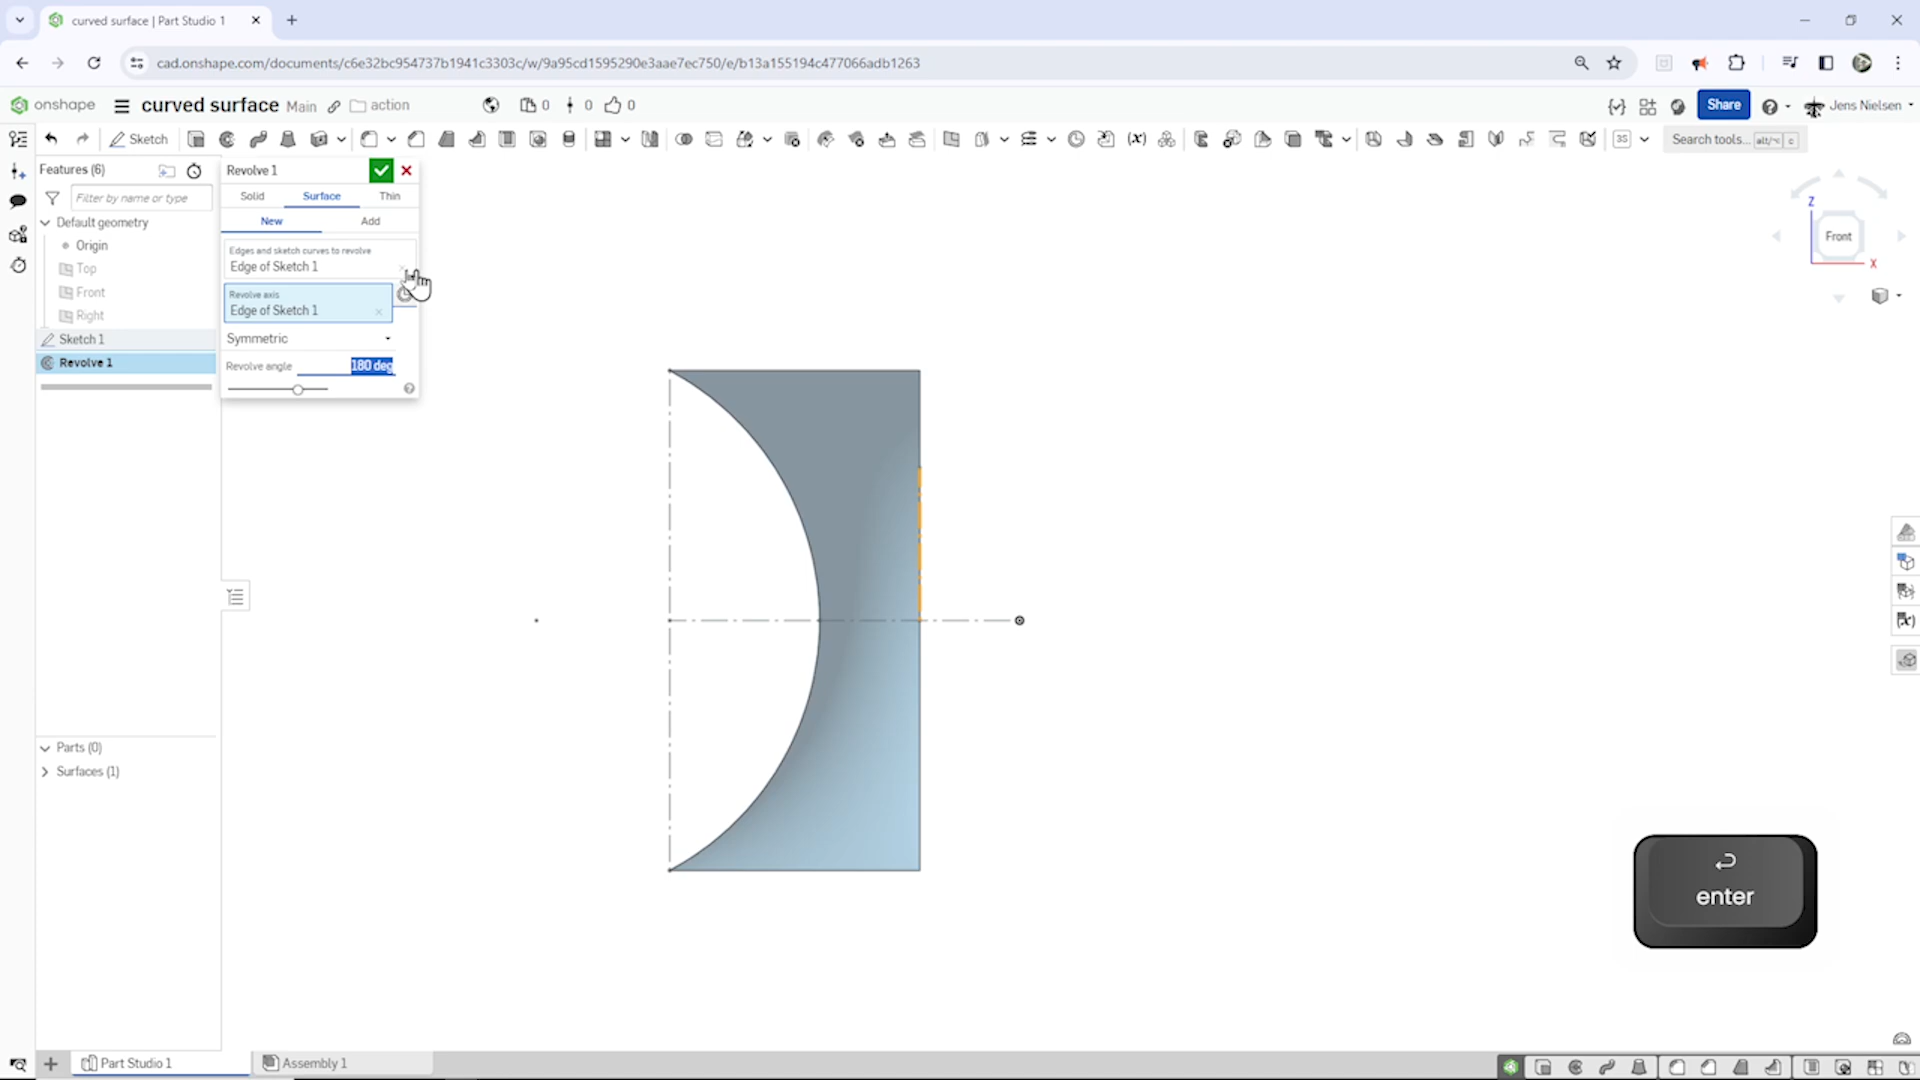 curved surface | Part Studio 1
cad.onshape.com/documents/c6e32bc954737b1941c3303c/w/9a95cd1595290e3aae7ec750/e/b13a155194c477066adb1263
onshape
curved surface Main
action
0
0
0
Share
Jens Nielsen
Sketch
(x)
3S
Search tools... alt/⌥ c
Features (6)
Filter by name or type
Default geometry
Origin
Top
Front
Right
Sketch 1
Revolve 1
Revolve 1
Solid
Surface
Thin
New
Add
Edges and sketch curves to revolve
Edge of Sketch 1
Revolve axis
Edge of Sketch 1
Symmetric
Revolve angle
180 deg
Z
Front
X
(x)
Parts (0)
Surfaces (1)
enter
Part Studio 1
Assembly 1